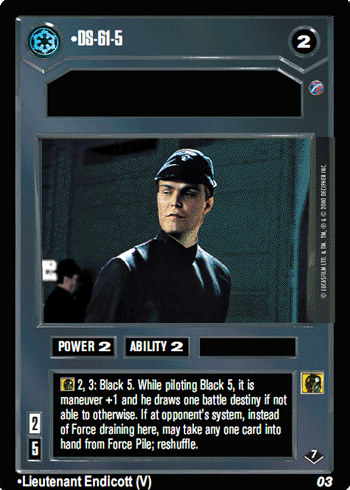 •DS-61-5
2
© LUCASFILM LTD. & TM, TM, ® & © 2000 DECIPHER INC.
POWER 2
ABILITY 2
2, 3: Black 5. While piloting Black 5, it is
maneuver +1 and he draws one battle destiny if not
able to otherwise. If at opponent's system, instead
of Force draining here, may take any one card into
hand from Force Pile; reshuffle.
2
5
7
•Lieutenant Endicott (V)
03